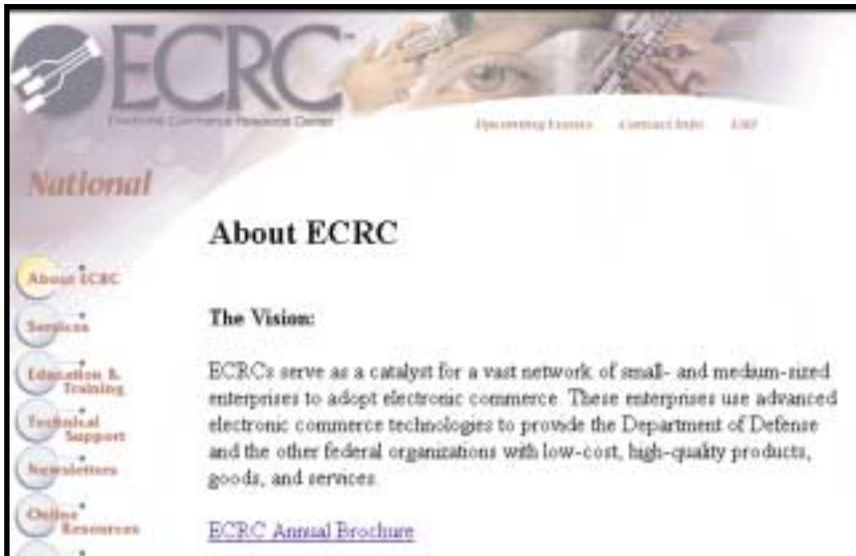 ECRC™
Electronic Commerce Resource Center
Upcoming Events Contact Info
National
About ECRC
About ECRC
Services
The Vision:
Education &
Training
ECRCs serve as a catalyst for a vast network of small- and medium-sized
enterprises to adopt electronic commerce. These enterprises use advanced
electronic commerce technologies to provide the Department of Defense
and the other federal organizations with low-cost, high-quality products,
goods, and services.
Technical
Support
Newsletters
Online
Resources
ECRC Annual Brochure